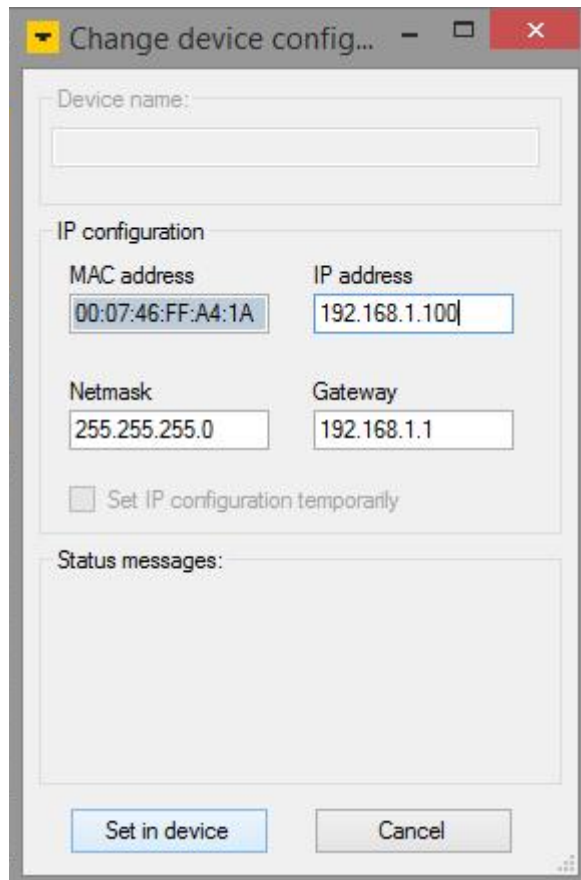 Change device config...
Device name:
IP configuration
MAC address IP address
00:07:46:FF:A4:1A 192.168.1.100
Netmask Gateway
255.255.255.0 192.168.1.1
Set IP configuration temporarily
Status messages:
Set in device Cancel